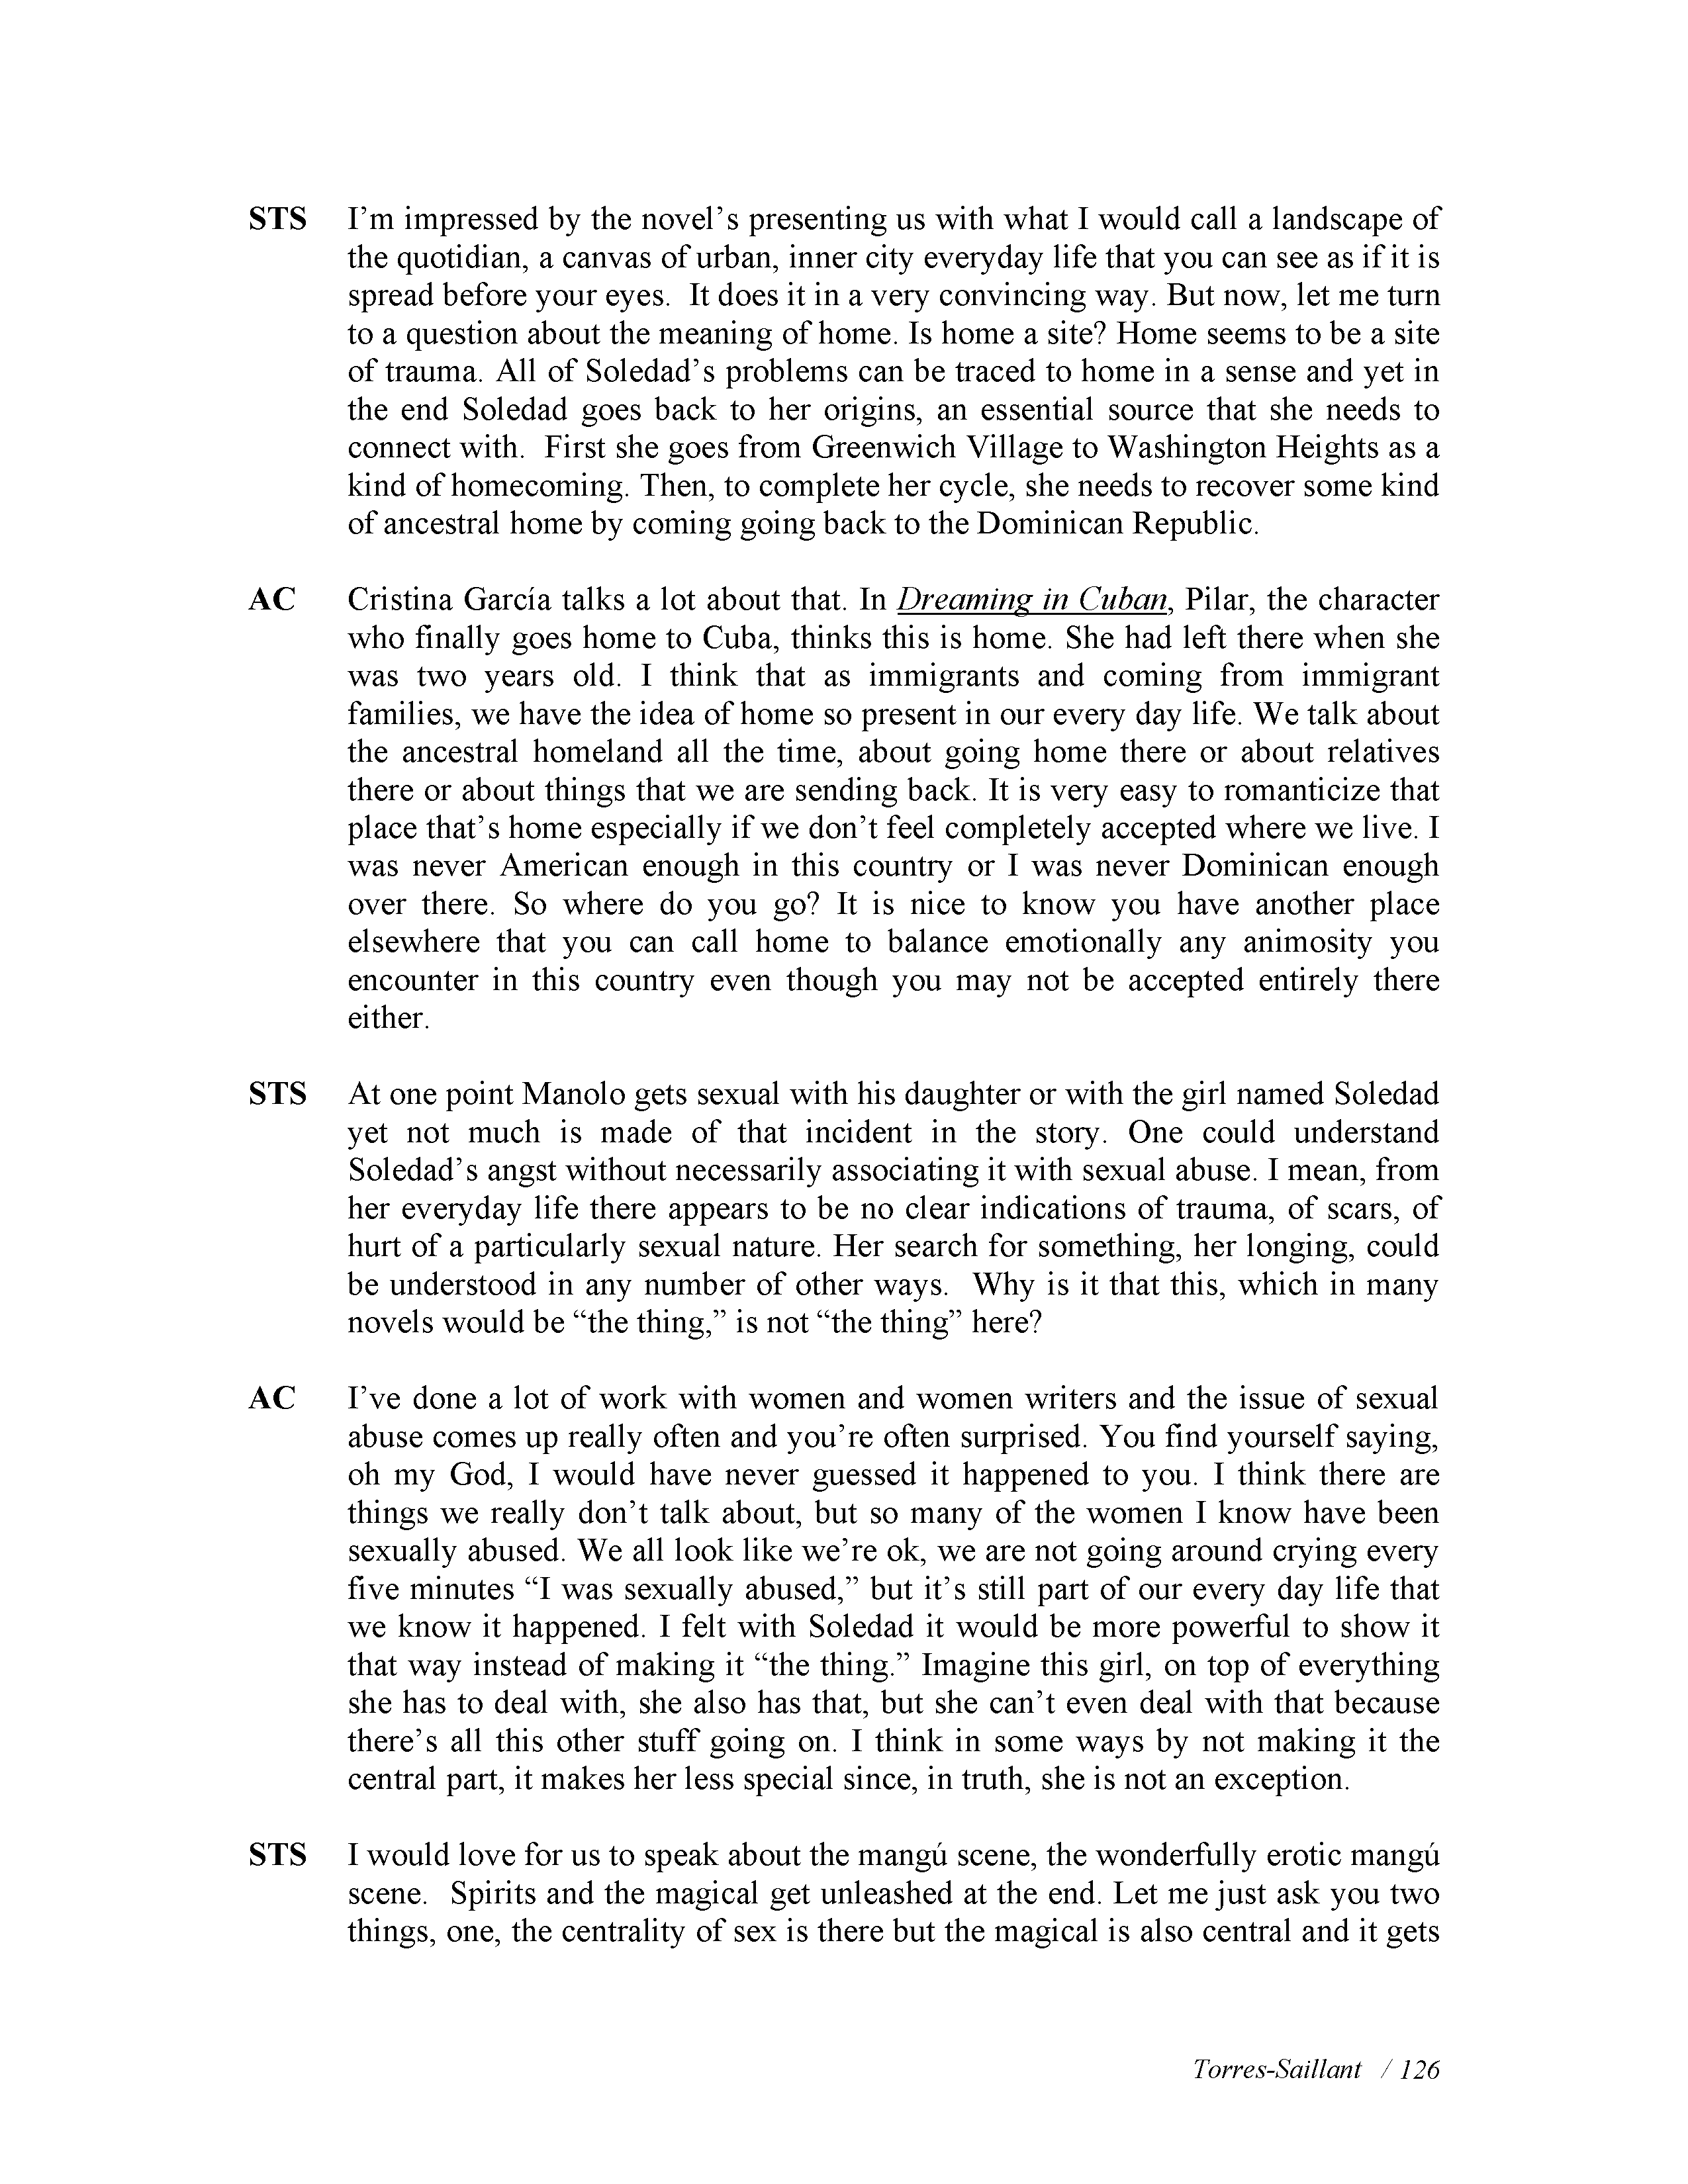 STS I’m impressed by the novel’s presenting us with what I would call a landscape of
the quotidian, a canvas of urban, inner city everyday life that you can see as if it is
spread before your eyes.  It does it in a very convincing way. But now, let me turn
to a question about the meaning of home. Is home a site? Home seems to be a site
of trauma. All of Soledad’s problems can be traced to home in a sense and yet in
the end Soledad goes back to her origins, an essential source that she needs to
connect with.  First she goes from Greenwich Village to Washington Heights as a
kind of homecoming. Then, to complete her cycle, she needs to recover some kind
of ancestral home by coming going back to the Dominican Republic.
AC Cristina García talks a lot about that. In Dreaming in Cuban, Pilar, the character
who finally goes home to Cuba, thinks this is home. She had left there when she
was two years old. I think that as immigrants and coming from immigrant
families, we have the idea of home so present in our every day life. We talk about
the ancestral homeland all the time, about going home there or about relatives
there or about things that we are sending back. It is very easy to romanticize that
place that’s home especially if we don’t feel completely accepted where we live. I
was never American enough in this country or I was never Dominican enough
over there. So where do you go? It is nice to know you have another place
elsewhere that you can call home to balance emotionally any animosity you
encounter in this country even though you may not be accepted entirely there
either.
STS At one point Manolo gets sexual with his daughter or with the girl named Soledad
yet not much is made of that incident in the story. One could understand
Soledad’s angst without necessarily associating it with sexual abuse. I mean, from
her everyday life there appears to be no clear indications of trauma, of scars, of
hurt of a particularly sexual nature. Her search for something, her longing, could
be understood in any number of other ways.  Why is it that this, which in many
novels would be “the thing,” is not “the thing” here?
AC I’ve done a lot of work with women and women writers and the issue of sexual
abuse comes up really often and you’re often surprised. You find yourself saying,
oh my God, I would have never guessed it happened to you. I think there are
things we really don’t talk about, but so many of the women I know have been
sexually abused. We all look like we’re ok, we are not going around crying every
five minutes “I was sexually abused,” but it’s still part of our every day life that
we know it happened. I felt with Soledad it would be more powerful to show it
that way instead of making it “the thing.” Imagine this girl, on top of everything
she has to deal with, she also has that, but she can’t even deal with that because
there’s all this other stuff going on. I think in some ways by not making it the
central part, it makes her less special since, in truth, she is not an exception.
STS I would love for us to speak about the mangú scene, the wonderfully erotic mangú
scene.  Spirits and the magical get unleashed at the end. Let me just ask you two
things, one, the centrality of sex is there but the magical is also central and it gets
Torres-Saillant / 126